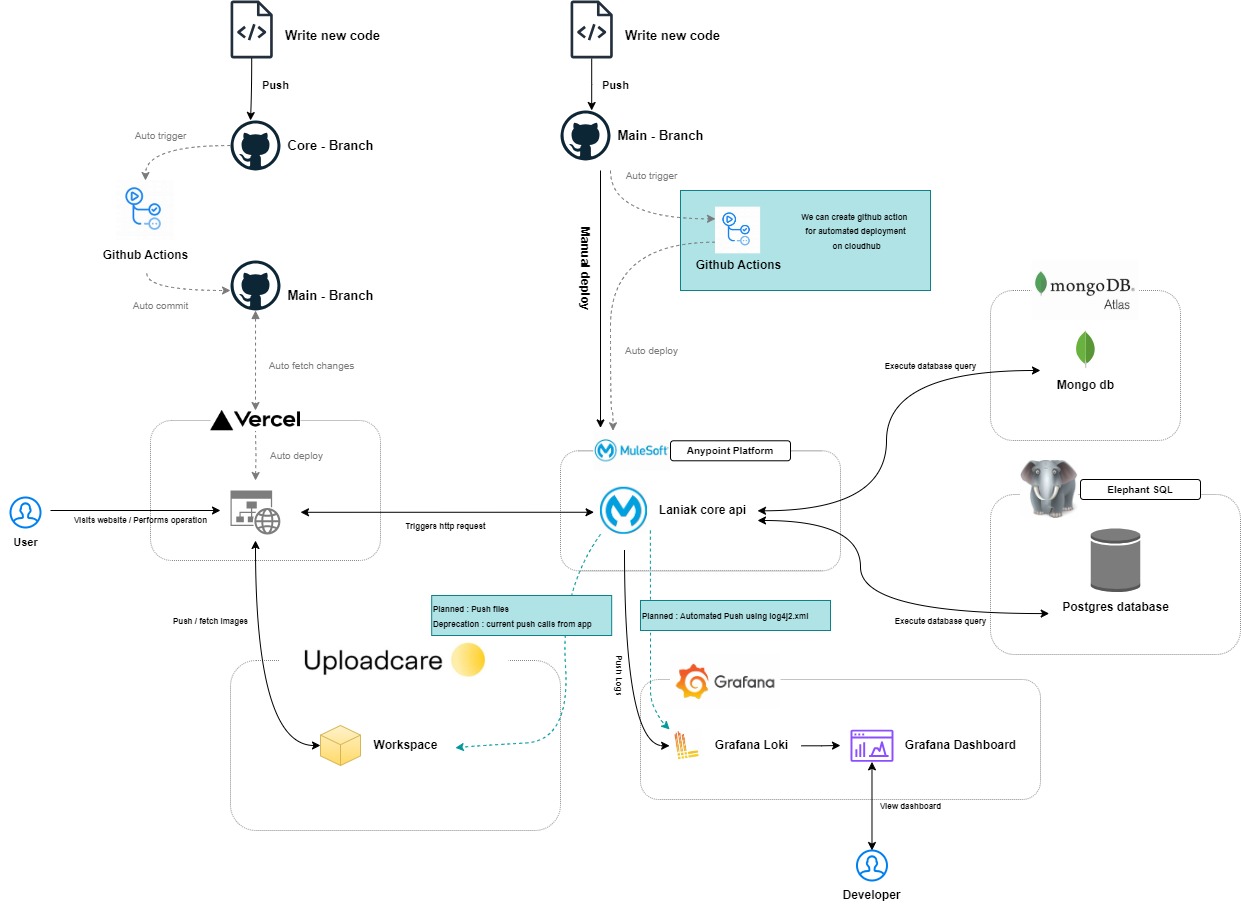 Write new code
Write new code
Push
Push
Auto trigger
Core - Branch
Main - Branch
Auto trigger
Github Actions
We can create github action
for automated deployment
on cloudhub
Github Actions
Manual deploy
Main - Branch
Auto commit
mongoDB®
Atlas
Auto deploy
Auto fetch changes
Execute database query
Mongo db
Vercel
Auto deploy
MuleSoft
Anypoint Platform
Elephant SQL
Laniak core api
Visits website / Performs operation
Triggers http request
User
Postgres database
Planned : Push files
Deprecation : current push calls from app
Planned : Automated Push using log4j2.xml
Push / fetch images
Execute database query
Uploadcare
Push Logs
Grafana
Workspace
Grafana Loki
Grafana Dashboard
View dashboard
Developer